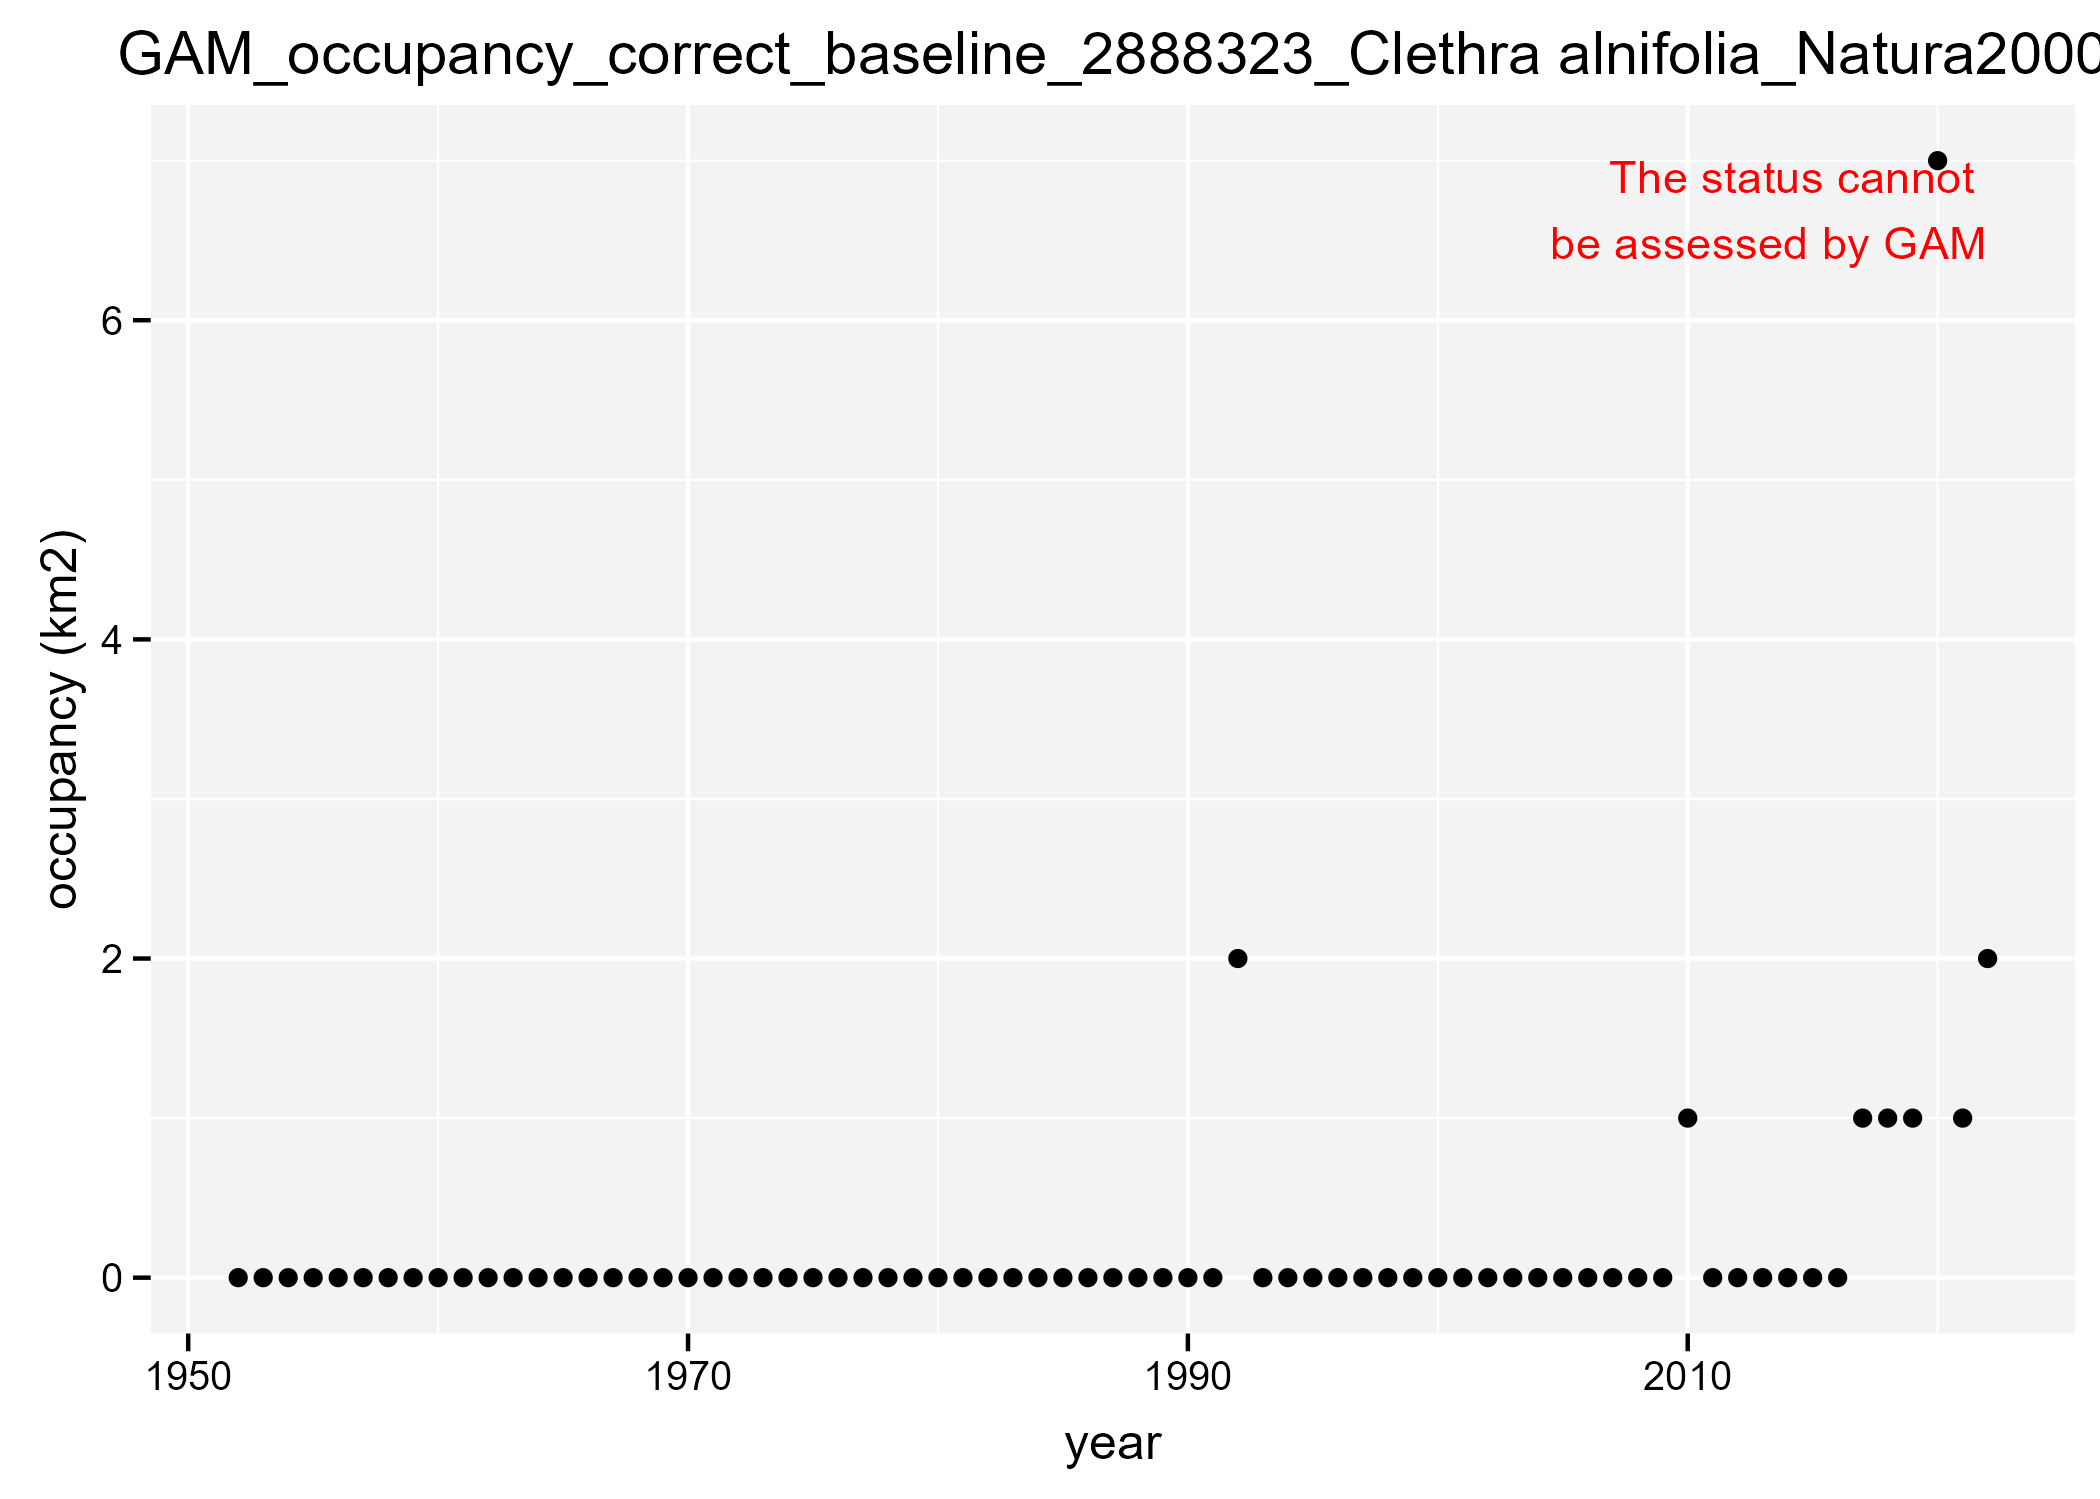 GAM_occupancy_correct_baseline_2888323_Clethra alnifolia_Natura2000
The status cannot
be assessed by GAM
occupancy (km2)
6
4
2
0
1950 1970 1990 2010
year